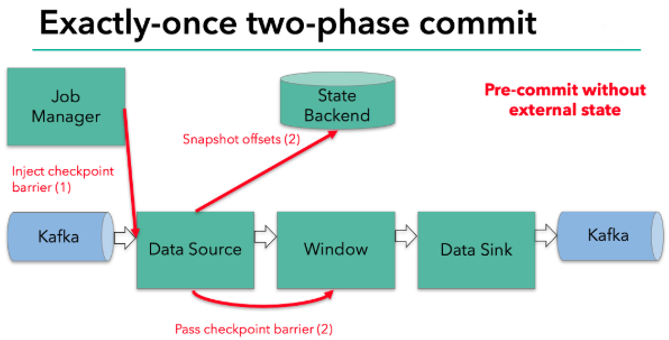 Exactly-once two-phase commit
Job
Manager
State
Backend
Pre-commit without
external state
Snapshot offsets (2)
Inject checkpoint
barrier (1)
Kafka
Data Source
Window
Data Sink
Kafka
Pass checkpoint barrier (2)